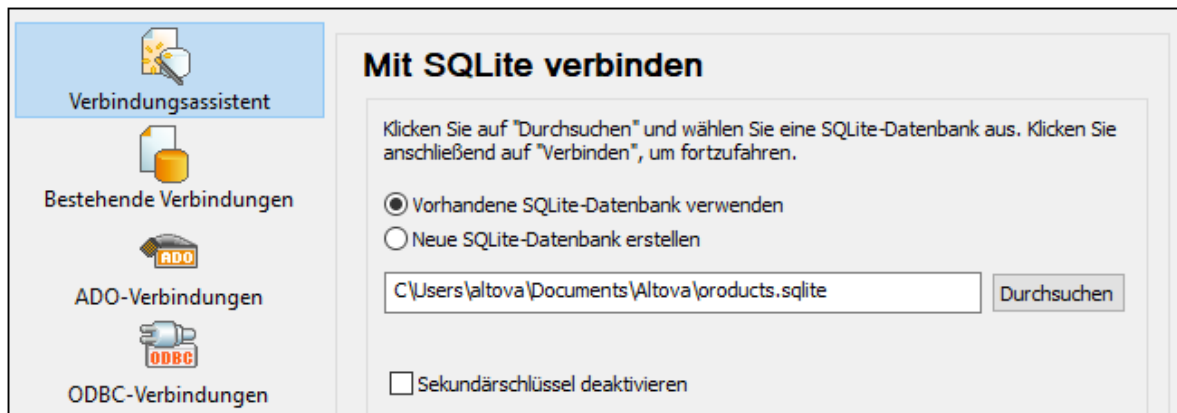 Verbindungsassistent
Bestehende Verbindungen
ADO
ADO-Verbindungen
ODBC
ODBC-Verbindungen
Mit SQLite verbinden
Klicken Sie auf "Durchsuchen" und wählen Sie eine SQLite-Datenbank aus. Klicken Sie
anschließend auf "Verbinden", um fortzufahren.
Vorhandene SQLite-Datenbank verwenden
Neue SQLite-Datenbank erstellen
C\Users\altova\Documents\Altova\oroducts.sqlite
Durchsuchen
Sekundärschlüssel deaktivieren